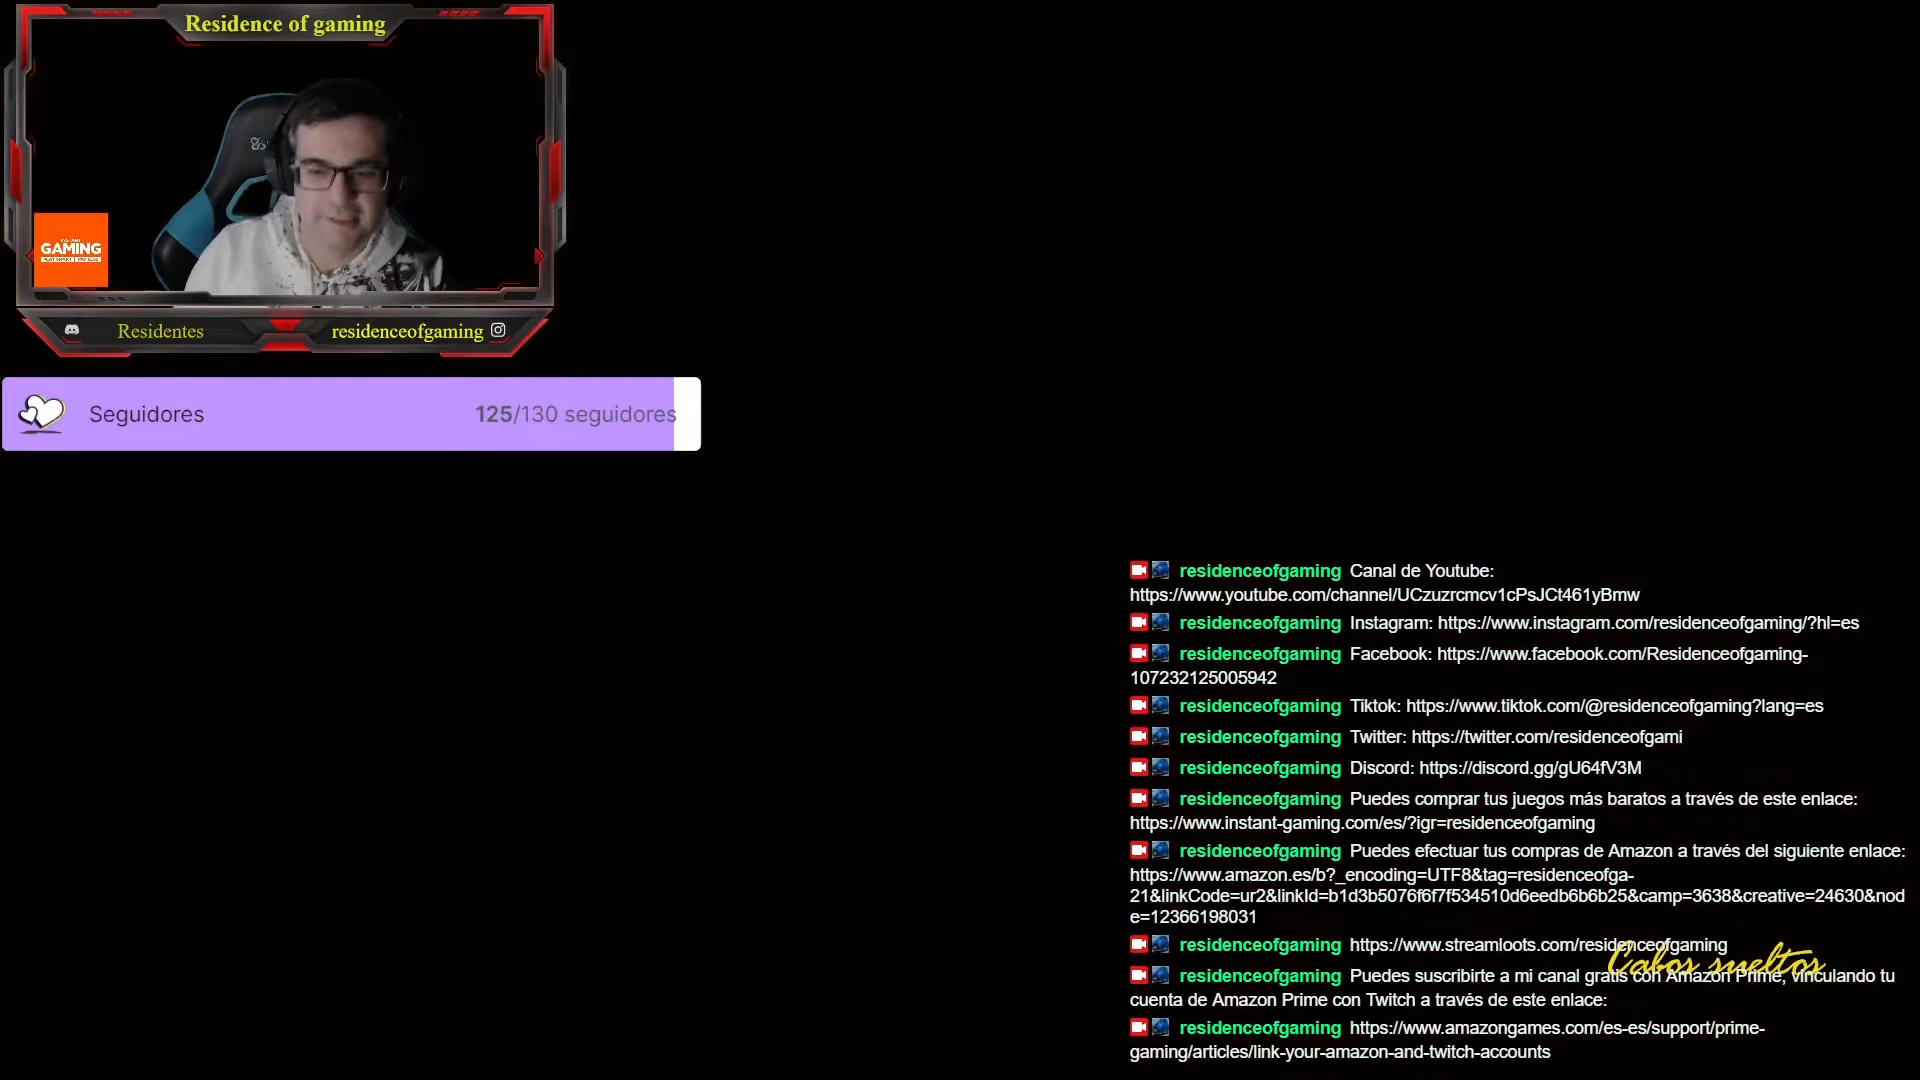 Residence of gaming
INSTANT
GAMING
Residentes
residenceofgaming
Seguidores
125/130 seguidores
residenceofgaming Canal de Youtube:
https://www.youtube.com/channel/UCzuzrcmcv1cPsJCt461yBmw
residenceofgaming Instagram: https://www.instagram.com/residenceofgaming/?hl=es
residenceofgaming Facebook: https://www.facebook.com/Residenceofgaming-
107232125005942
residenceofgaming Tiktok: https://www.tiktok.com/@residenceofgaming?lang=es
residenceofgaming Twitter: https://twitter.com/residenceofgami
residenceofgaming Discord: https://discord.gg/gU64fV3M
residenceofgaming Puedes comprar tus juegos más baratos a través de este enlace:
https://www.instant-gaming.com/es/?igr=residenceofgaming
residenceofgaming Puedes efectuar tus compras de Amazon a través del siguiente enlace:
https://www.amazon.es/b?_encoding=UTF8&tag=residenceofga-
21&linkCode=ur2&linkId=b1d3b5076f6f7f534510d6eedb6b6b25&camp=3638&creative=24630&nod
e=12366198031
residenceofgaming https://www.streamloots.com/residenceofgaming
Cabos sueltos
residenceofgaming Puedes suscribirte a mi canal gratis con Amazon Prime, vinculando tu
cuenta de Amazon Prime con Twitch a través de este enlace:
residenceofgaming https://www.amazongames.com/es-es/support/prime-
gaming/articles/link-your-amazon-and-twitch-accounts